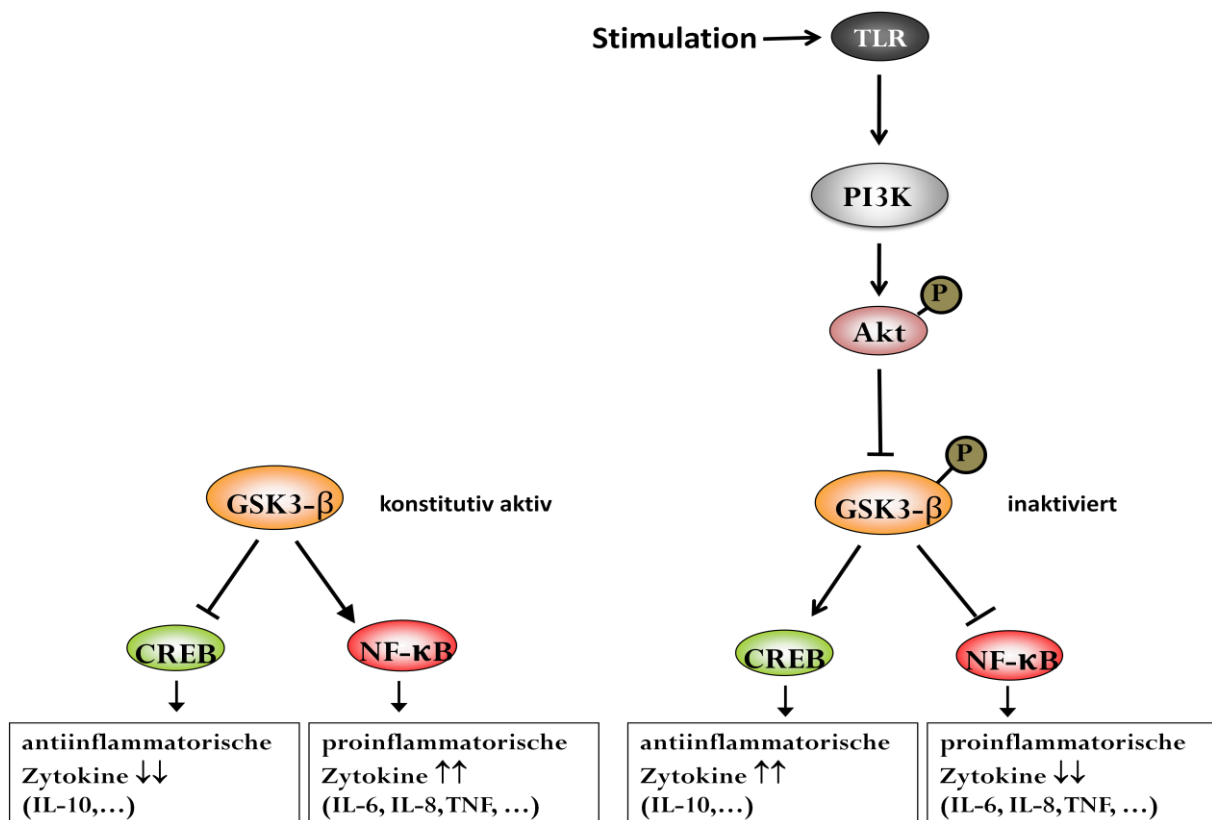 Stimulation
TLR
PI3K
P
Akt
P
GSK3-β
konstitutiv aktiv
GSK3-β
inaktiviert
CREB
NF-κB
CREB
NF-κB
antiinflammatorische
Zytokine ↓↓
(IL-10,...)
proinflammatorische
Zytokine ↑↑
(IL-6, IL-8, TNF, ...)
antiinflammatorische
Zytokine ↑↑
(IL-10,...)
proinflammatorische
Zytokine ↓↓
(IL-6, IL-8, TNF, ...)